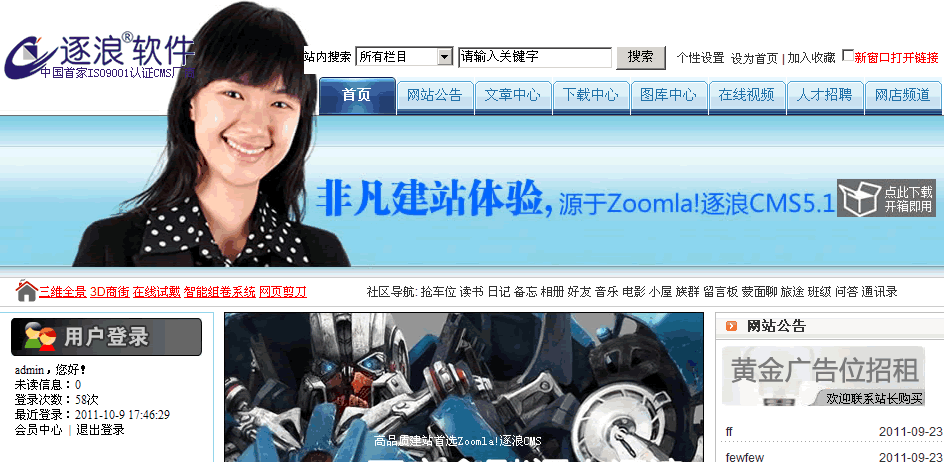 逐浪®软件
中国首家ISO9001认证CMS厂
站内搜索 所有栏目 请输入关键字 搜索 个性设置 设为首页 | 加入收藏 新窗口打开链接
首页 网站公告 文章中心 下载中心 图库中心 在线视频 人才招聘 网店频道
非凡建站体验, 源于Zoomla!逐浪CMS5.1
点此下载
开箱即用
三维全景 3D商街 在线试戴 智能组卷系统 网页剪刀
社区导航: 抢车位 读书 日记 备忘 相册 好友 音乐 电影 小屋 族群 留言板 蒙面聊 旅途 班级 问答 通讯录
用户登录
admin，您好！
未读信息：0
登录次数：58次
最近登录：2011-10-9 17:46:29
会员中心 | 退出登录
高品质建站首选Zoomla!逐浪CMS
网站公告
黄金广告位招租
欢迎联系站长购买
ff 2011-09-23
fewfew 2011-09-23